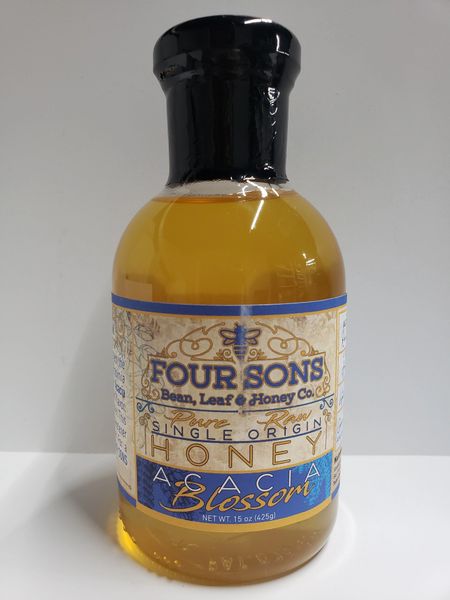 FOUR SONS
Bean, Leaf & Honey Co.
Pure Raw
SINGLE ORIGIN
HONEY
ACACIA
Blossom
NET WT. 15 oz (425g)